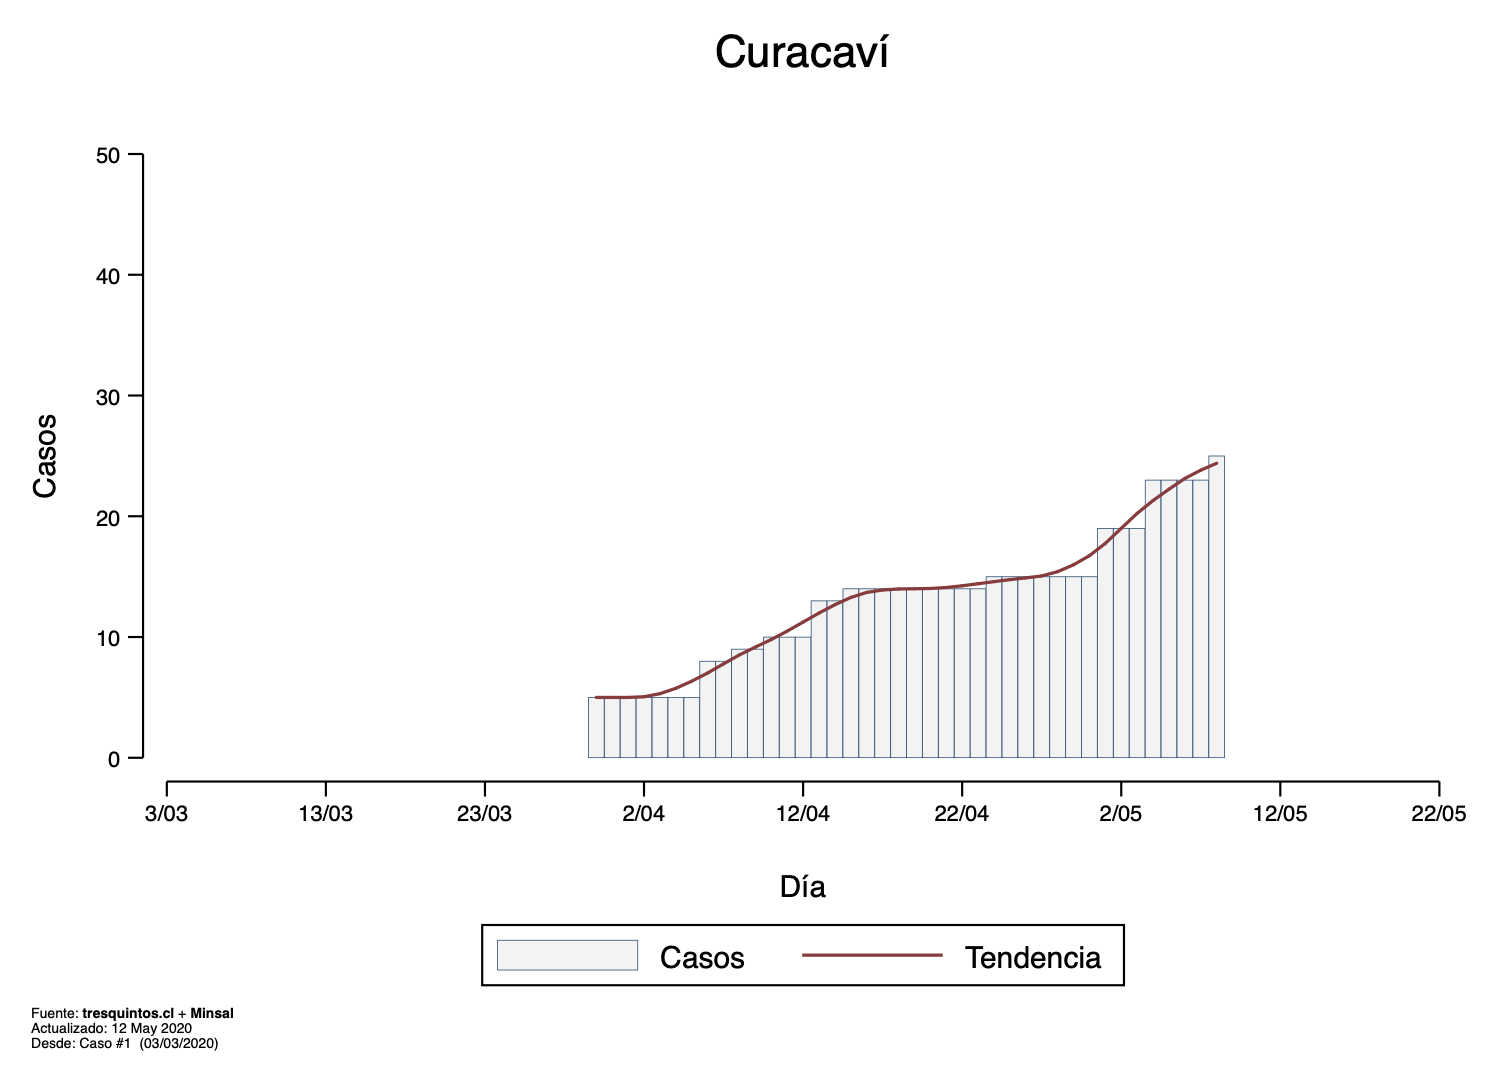 Curacaví
50
40
30
20
10
0
Casos
3/03 13/03 23/03 2/04 12/04 22/04 2/05 12/05 22/05
Día
Casos Tendencia
Fuente: tresquintos.cl + Minsal
Actualizado: 12 May 2020
Desde: Caso #1 (03/03/2020)